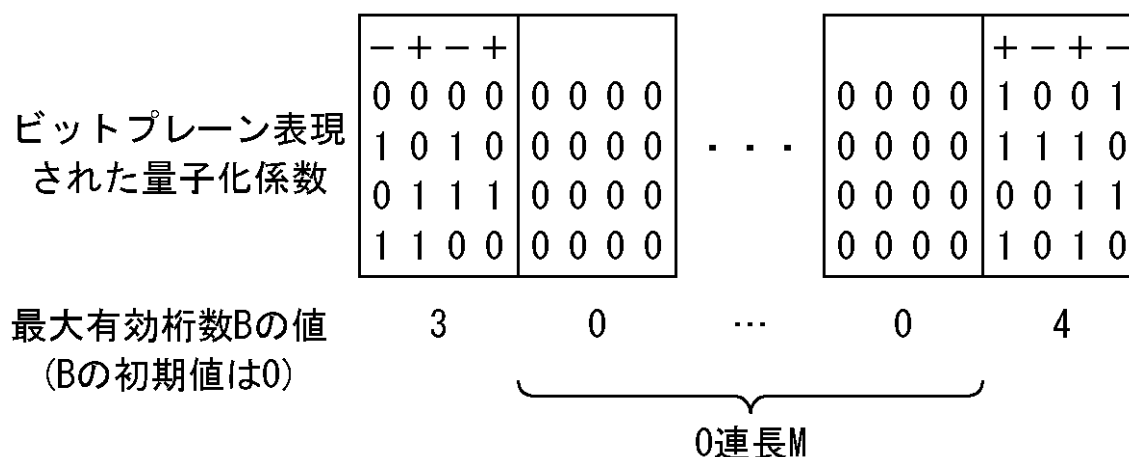 − + − + + − + −
0 0 0 0 0 0 0 0 0 0 0 0 1 0 0 1
ビットプレーン表現
1 0 1 0 0 0 0 0 ・・・ 0 0 0 0 1 1 1 0
された量子化係数
0 1 1 1 0 0 0 0 0 0 0 0 0 0 1 1
1 1 0 0 0 0 0 0 0 0 0 0 1 0 1 0
最大有効桁数Bの値 3 0 … 0 4
(Bの初期値は0)
0連長M